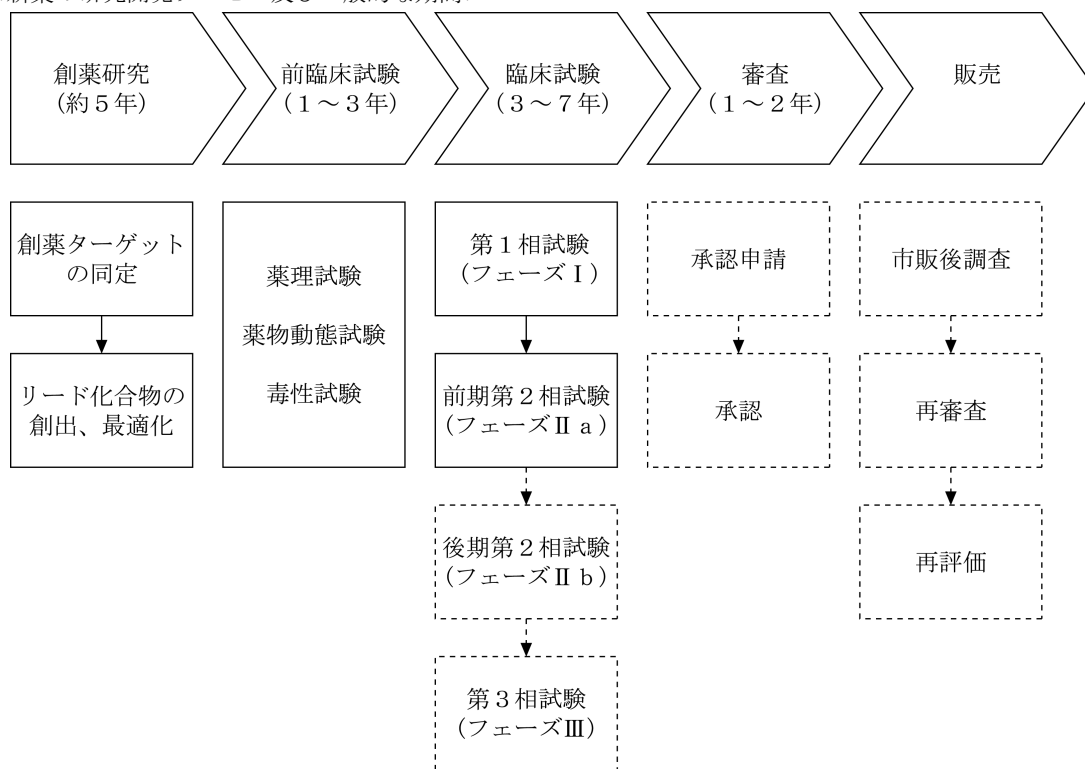 創薬研究
(約5年)
前臨床試験
(1～3年)
臨床試験
(3～7年)
審査
(1～2年)
販売
創薬ターゲット
の同定
リード化合物の
創出、最適化
薬理試験
薬物動態試験
毒性試験
第1相試験
(フェーズⅠ)
前期第2相試験
(フェーズⅡa)
後期第2相試験
(フェーズⅡb)
第3相試験
(フェーズⅢ)
承認申請
承認
市販後調査
再審査
再評価